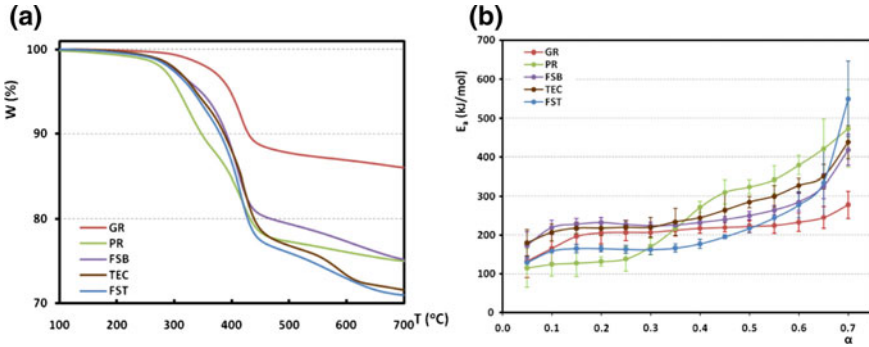 (a)
W (%)
100
90
80
70
GR
PR
FSB
TEC
FST
100
200
300
400
500
600
700
T (°C)
(b)
Ea (kJ/mol)
700
600
500
400
300
200
100
0
GR
PR
FSB
TEC
FST
0.0
0.1
0.2
0.3
0.4
0.5
0.6
0.7
α